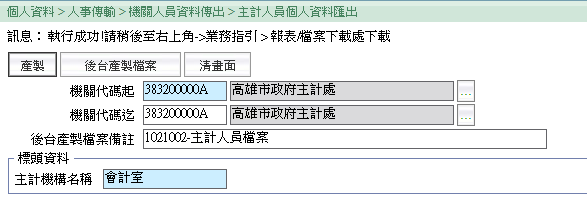 個人資料>人事傳輸>機關人員資料傳出>主計人員個人資料匯出
訊息：執行成功!請稍後至右上角->業務指引>報表/檔案下載處下載
產製 後台產製檔案 清畫面
機關代碼起 383200000A 高雄市政府主計處 ...
機關代碼迄 383200000A 高雄市政府主計處 ...
後台產製檔案備註 1021002-主計人員檔案
標頭資料
主計機構名稱 會計室